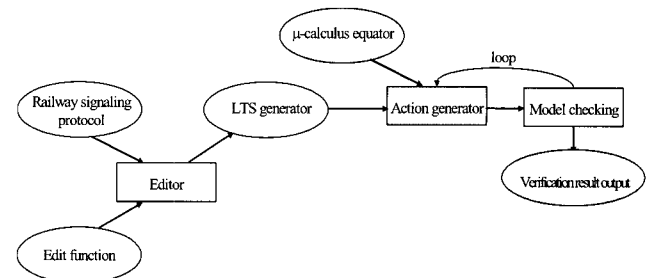 μ-calculus equator
loop
Railway signaling
protocol
LTS generator
Action generator
Model checking
Editor
Verification result output
Edit function